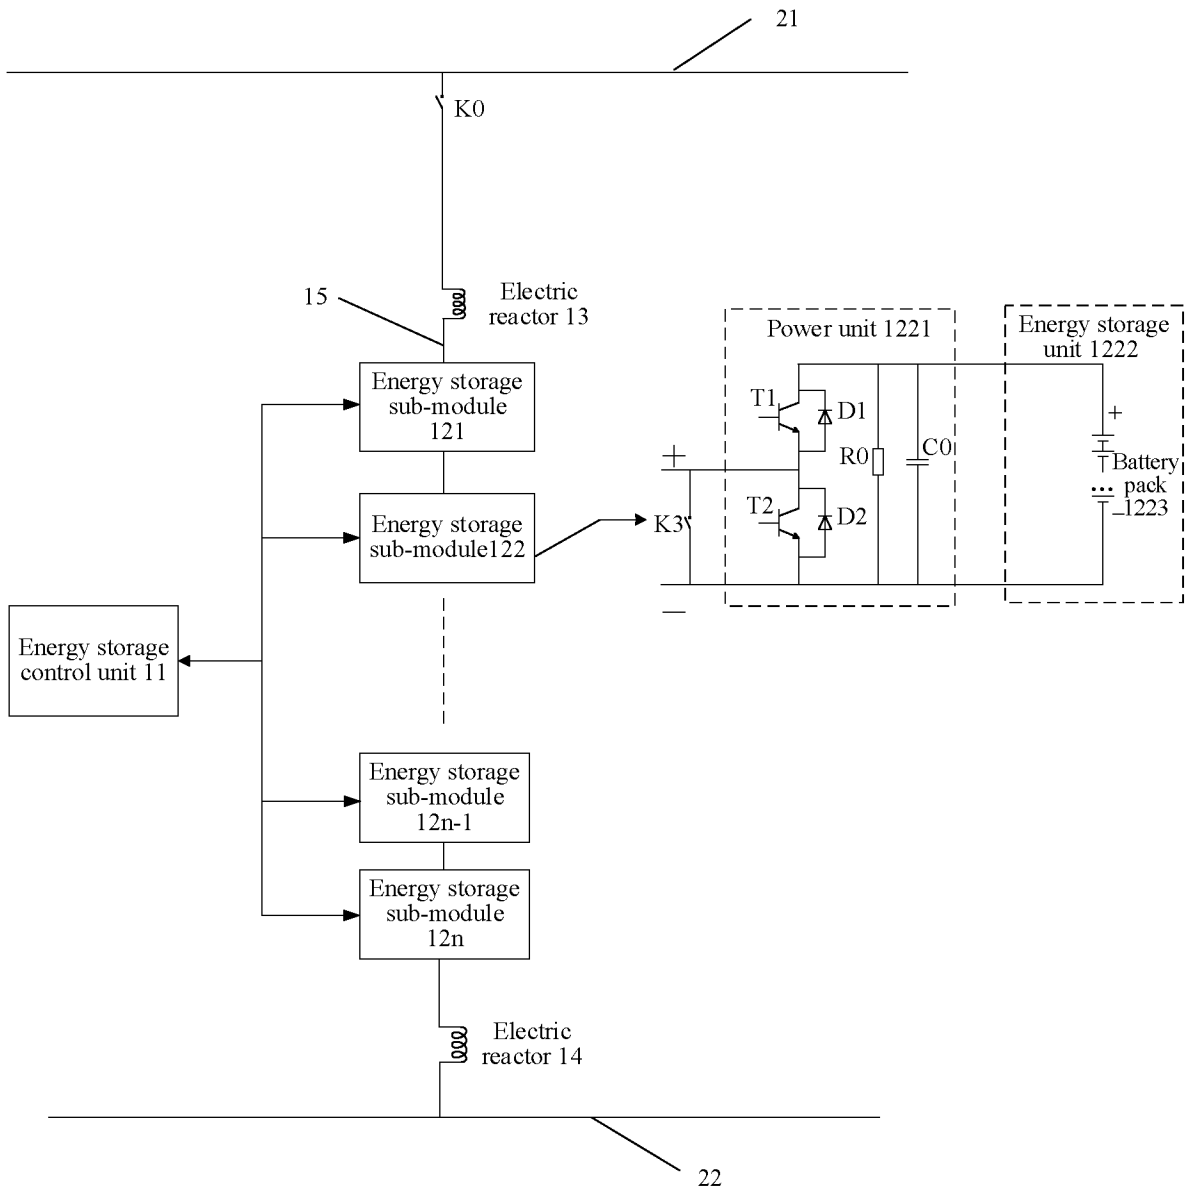 21
K0
15
Electric
reactor 13
Energy storage
sub-module
121
Energy storage
sub-module122
Energy storage
control unit 11
Energy storage
sub-module
12n-1
Energy storage
sub-module
12n
Electric
reactor 14
22
Power unit 1221
T1
D1
R0
C0
T2
D2
K3
+
—
Energy storage
unit 1222
+
Battery
pack
–1223